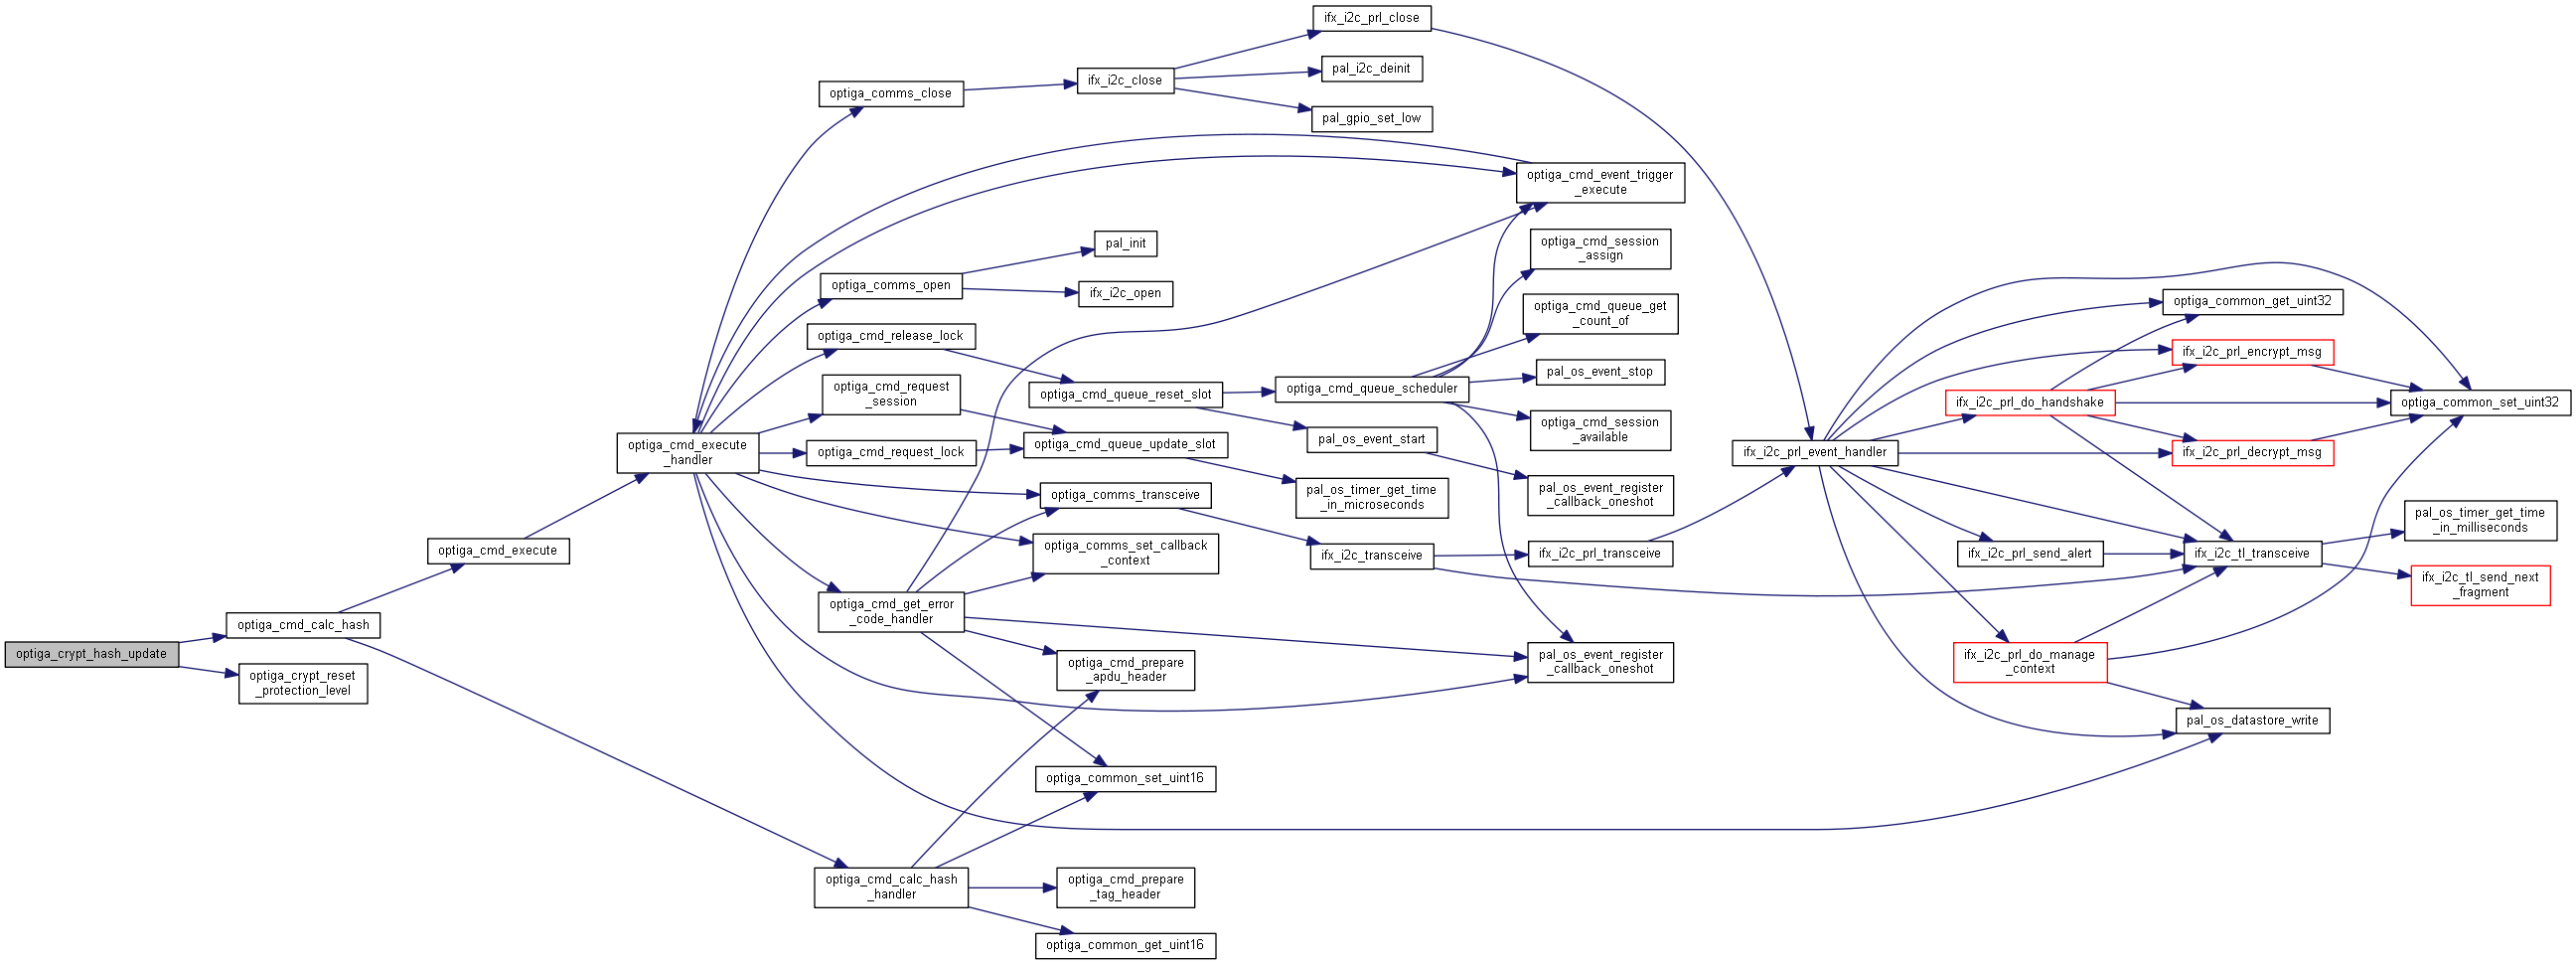 optiga_crypt_hash_update
optiga_cmd_calc_hash
optiga_crypt_reset
_protection_level
optiga_cmd_execute
optiga_cmd_execute
_handler
optiga_comms_close
optiga_comms_open
optiga_cmd_release_lock
optiga_cmd_request
_session
optiga_cmd_request_lock
optiga_cmd_get_error
_code_handler
optiga_cmd_calc_hash
_handler
ifx_i2c_close
pal_init
ifx_i2c_open
optiga_cmd_queue_reset_slot
optiga_cmd_queue_update_slot
optiga_comms_transceive
optiga_comms_set_callback
_context
optiga_cmd_prepare
_apdu_header
optiga_common_set_uint16
optiga_cmd_prepare
_tag_header
optiga_common_get_uint16
ifx_i2c_prl_close
pal_i2c_deinit
pal_gpio_set_low
optiga_cmd_queue_scheduler
pal_os_event_start
pal_os_timer_get_time
_in_microseconds
ifx_i2c_transceive
optiga_cmd_event_trigger
_execute
optiga_cmd_session
_assign
optiga_cmd_queue_get
_count_of
pal_os_event_stop
optiga_cmd_session
_available
pal_os_event_register
_callback_oneshot
ifx_i2c_prl_transceive
pal_os_event_register
_callback_oneshot
ifx_i2c_prl_event_handler
ifx_i2c_prl_do_handshake
ifx_i2c_prl_send_alert
ifx_i2c_prl_do_manage
_context
optiga_common_get_uint32
ifx_i2c_prl_encrypt_msg
ifx_i2c_prl_decrypt_msg
ifx_i2c_tl_transceive
pal_os_datastore_write
optiga_common_set_uint32
pal_os_timer_get_time
_in_milliseconds
ifx_i2c_tl_send_next
_fragment